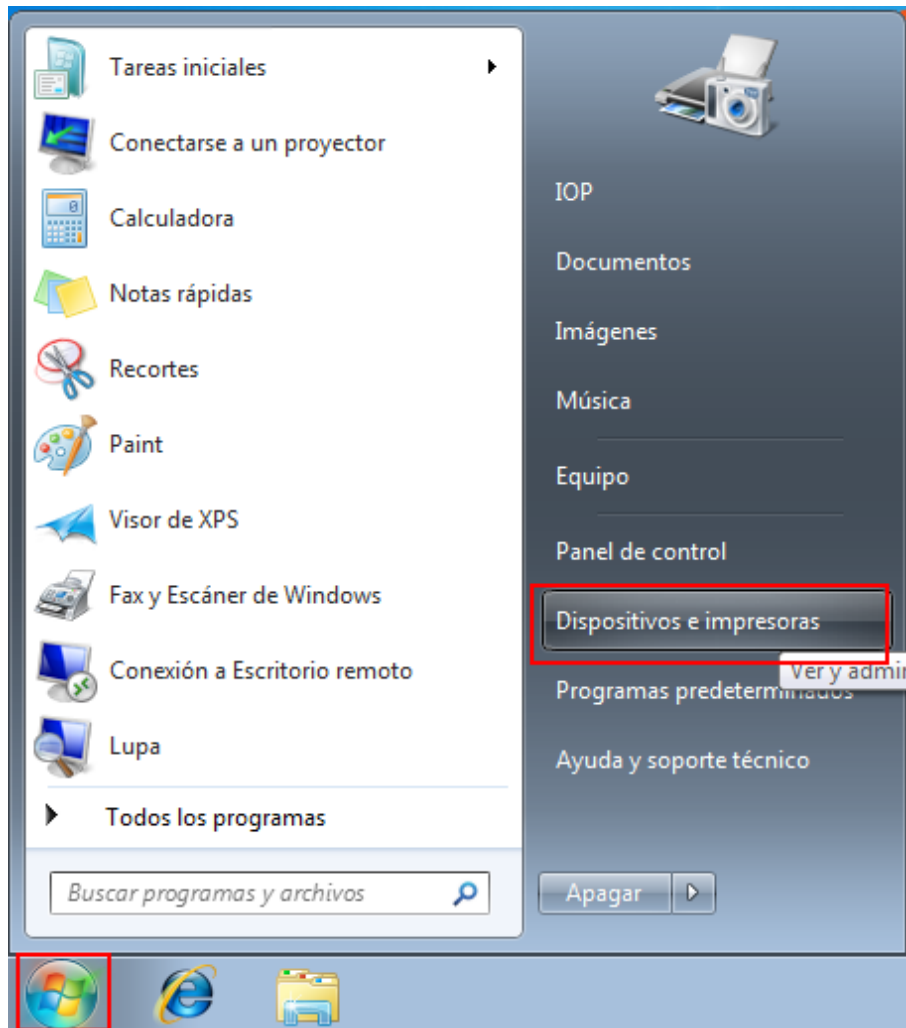 Tareas iniciales
Conectarse a un proyector
Calculadora
Notas rápidas
Recortes
Paint
Visor de XPS
Fax y Escáner de Windows
Conexión a Escritorio remoto
Lupa
Todos los programas
Buscar programas y archivos
IOP
Documentos
Imágenes
Música
Equipo
Panel de control
Dispositivos e impresoras
Ver y admin
Programas predeterminados
Ayuda y soporte técnico
Apagar